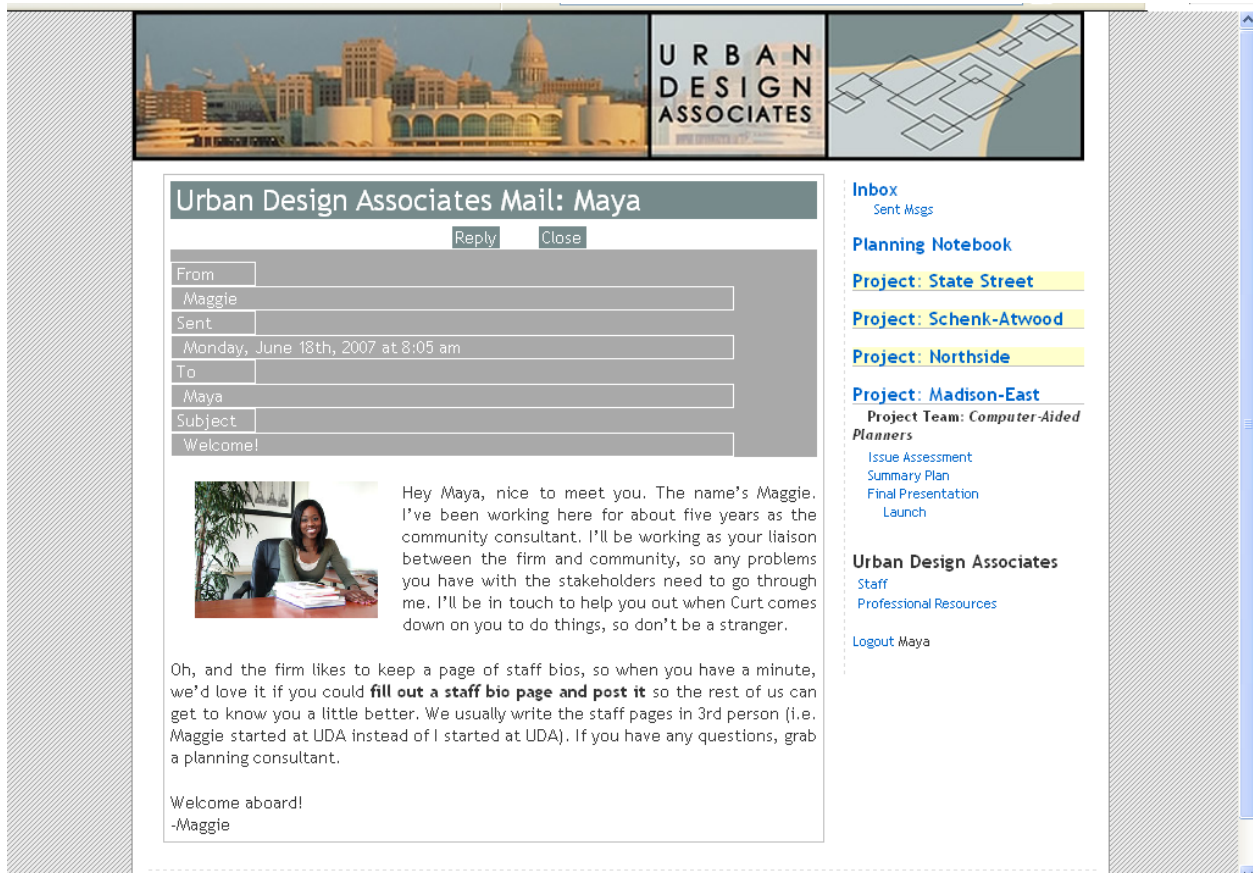 URBAN
DESIGN
ASSOCIATES
Urban Design Associates Mail: Maya
Reply Close
From
Maggie
Sent
Monday, June 18th, 2007 at 8:05 am
To
Maya
Subject
Welcome!
Hey Maya, nice to meet you. The name's Maggie.
I've been working here for about five years as the
community consultant. I'll be working as your liaison
between the firm and community, so any problems
you have with the stakeholders need to go through
me. I'll be in touch to help you out when Curt comes
down on you to do things, so don't be a stranger.
Oh, and the firm likes to keep a page of staff bios, so when you have a minute,
we'd love it if you could fill out a staff bio page and post it so the rest of us can
get to know you a little better. We usually write the staff pages in 3rd person (i.e.
Maggie started at UDA instead of I started at UDA). If you have any questions, grab
a planning consultant.
Welcome aboard!
-Maggie
Inbox
Sent Msgs
Planning Notebook
Project: State Street
Project: Schenk-Atwood
Project: Northside
Project: Madison-East
Project Team: Computer-Aided
Planners
Issue Assessment
Summary Plan
Final Presentation
Launch
Urban Design Associates
Staff
Professional Resources
Logout Maya